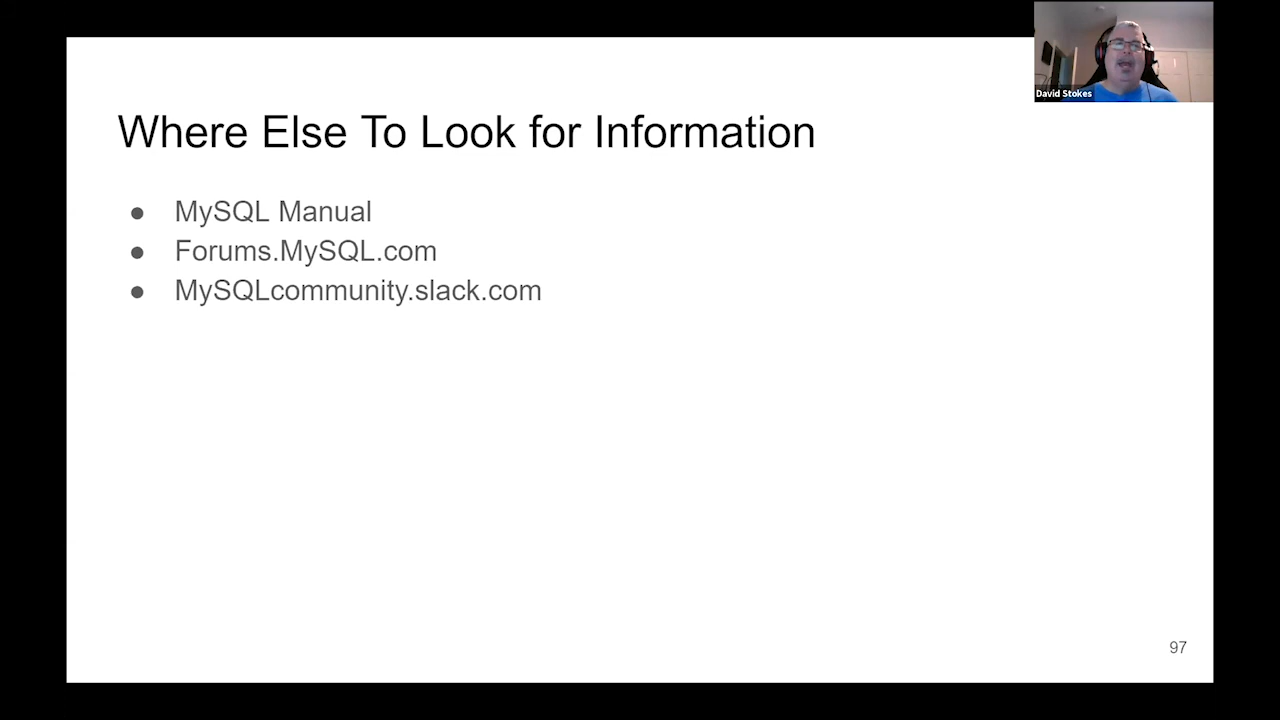 David Stokes
Where Else To Look for Information
● MySQL Manual
● Forums.MySQL.com
● MySQLcommunity.slack.com
97